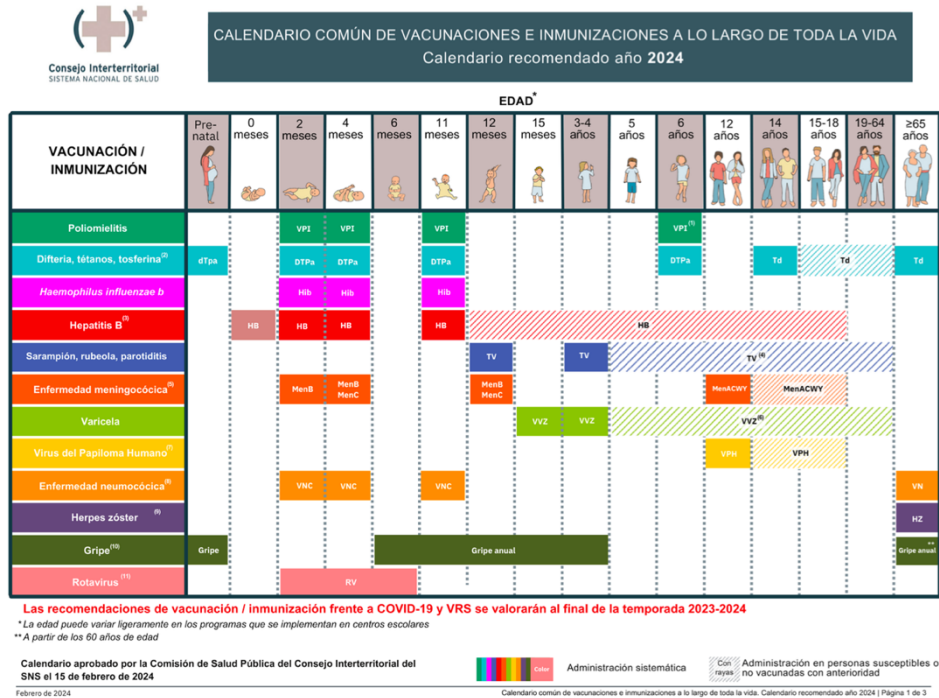 Consejo Interterritorial
SISTEMA NACIONAL DE SALUD
CALENDARIO COMÚN DE VACUNACIONES E INMUNIZACIONES A LO LARGO DE TODA LA VIDA
Calendario recomendado año 2024
EDAD*
VACUNACIÓN /
INMUNIZACIÓN
Pre-
natal
0
meses
2
meses
4
meses
6
meses
11
meses
12
meses
15
meses
3-4
años
5
años
6
años
12
años
14
años
15-18
años
19-64
años
≥65
años
Poliomielitis
VPI
VPI
VPI
VPI (1)
Difteria, tétanos, tosferina (2)
dTpa
DTPa
DTPa
DTPa
DTPa
Td
Td
Td
Haemophilus influenzae b
Hib
Hib
Hib
Hepatitis B (3)
HB
HB
HB
HB
HB
Sarampión, rubeola, parotiditis
TV
TV
TV (4)
Enfermedad meningocócica (5)
MenB
MenB
MenC
MenB
MenC
MenACWY
MenACWY
Varicela
VVZ
VVZ
VVZ (6)
Virus del Papiloma Humano (7)
VPH
VPH
Enfermedad neumocócica (8)
VNC
VNC
VNC
VN
Herpes zóster (9)
HZ
Gripe (10)
Gripe
Gripe anual
Gripe anual **
Rotavirus (11)
RV
Las recomendaciones de vacunación / inmunización frente a COVID-19 y VRS se valorarán al final de la temporada 2023-2024
* La edad puede variar ligeramente en los programas que se implementan en centros escolares
** A partir de los 60 años de edad
Calendario aprobado por la Comisión de Salud Pública del Consejo Interterritorial del
SNS el 15 de febrero de 2024
Color
Administración sistemática
Con
rayas
Administración en personas susceptibles o
no vacunadas con anterioridad
Febrero de 2024
Calendario común de vacunaciones e inmunizaciones a lo largo de toda la vida. Calendario recomendado 2024 | Página 1 de 3